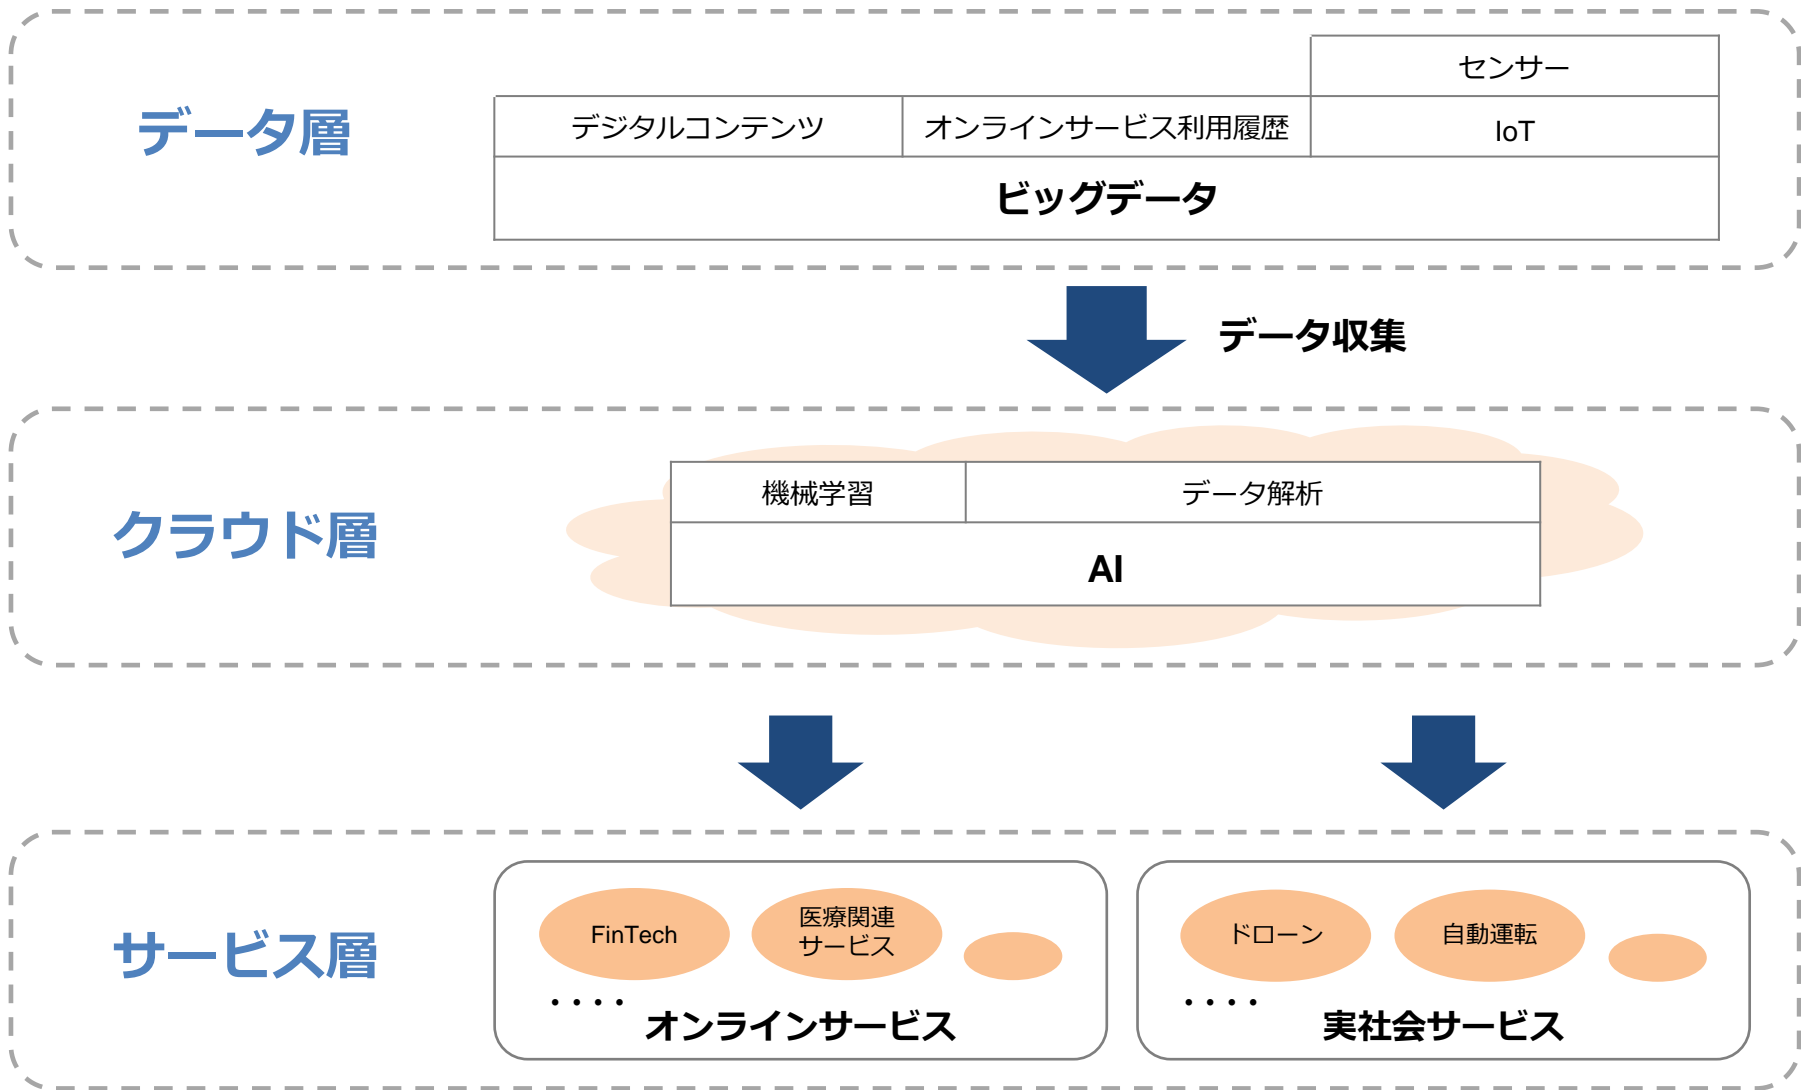 データ層
センサー
デジタルコンテンツ
オンラインサービス利用履歴
IoT
ビッグデータ
データ収集
クラウド層
機械学習
データ解析
AI
サービス層
FinTech
医療関連
サービス
・・・・
オンラインサービス
ドローン
自動運転
・・・・
実社会サービス